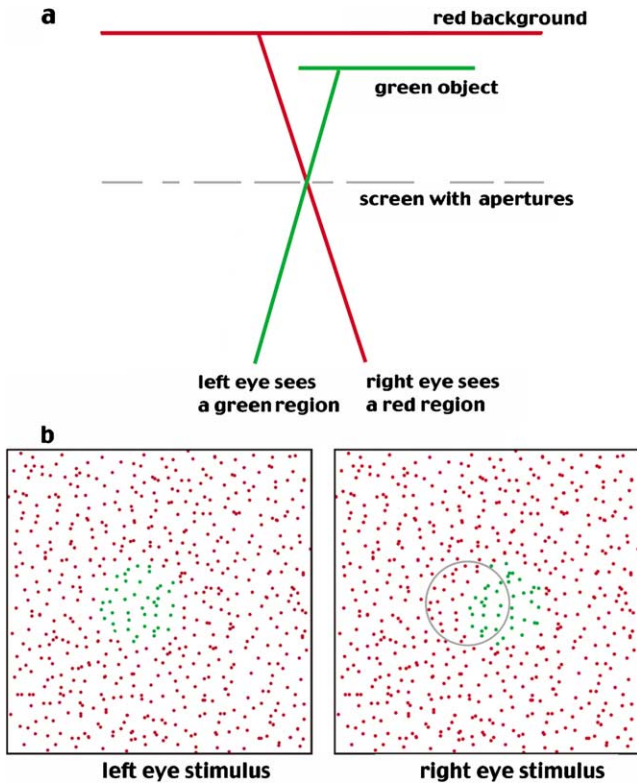 a
red background
green object
screen with apertures
left eye sees
a green region
right eye sees
a red region
b
left eye stimulus
right eye stimulus